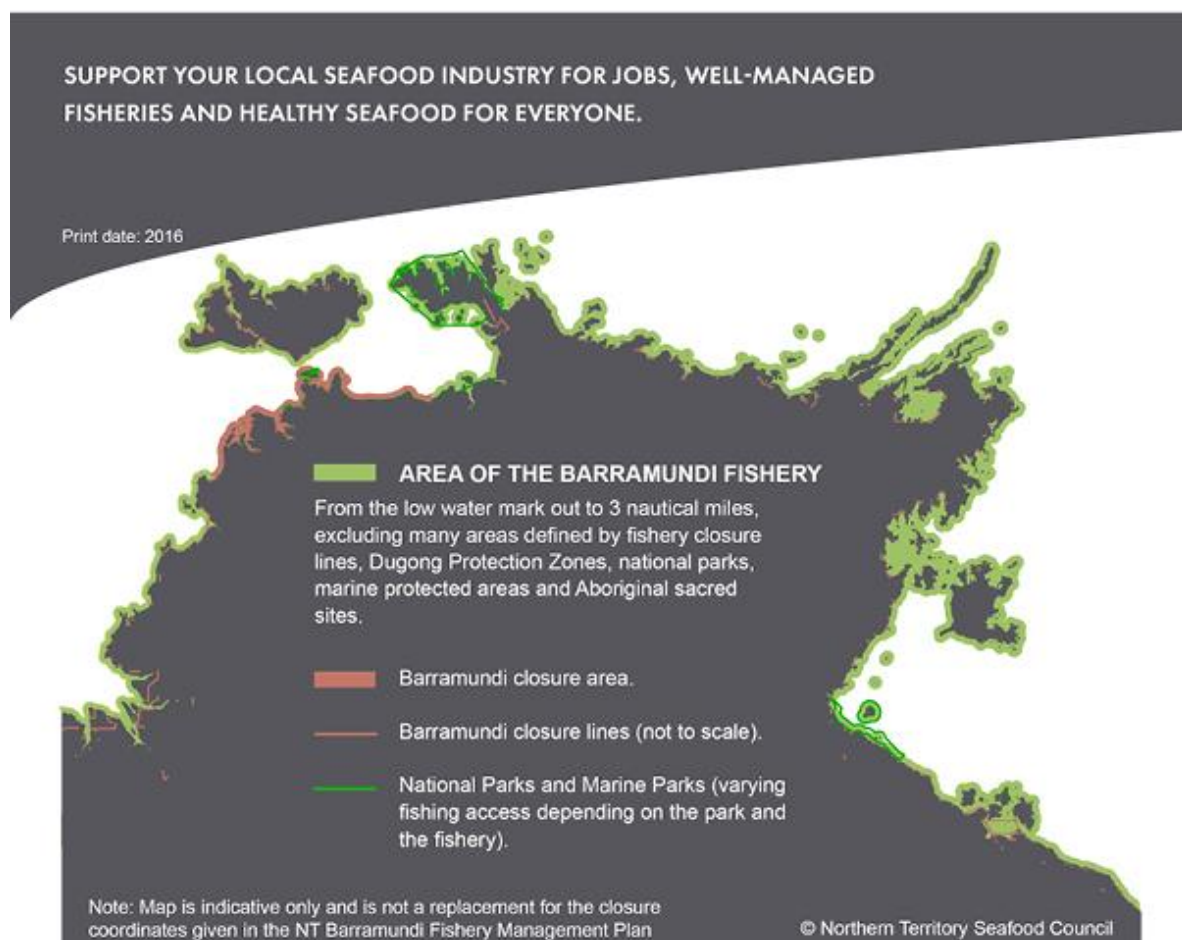 SUPPORT YOUR LOCAL SEAFOOD INDUSTRY FOR JOBS, WELL-MANAGED
FISHERIES AND HEALTHY SEAFOOD FOR EVERYONE.
Print date: 2016
AREA OF THE BARRAMUNDI FISHERY
From the low water mark out to 3 nautical miles,
excluding many areas defined by fishery closure
lines, Dugong Protection Zones, national parks,
marine protected areas and Aboriginal sacred
sites.
Barramundi closure area.
Barramundi closure lines (not to scale).
National Parks and Marine Parks (varying
fishing access depending on the park and
the fishery).
Note: Map is indicative only and is not a replacement for the closure
coordinates given in the NT Barramundi Fishery Management Plan
© Northern Territory Seafood Council